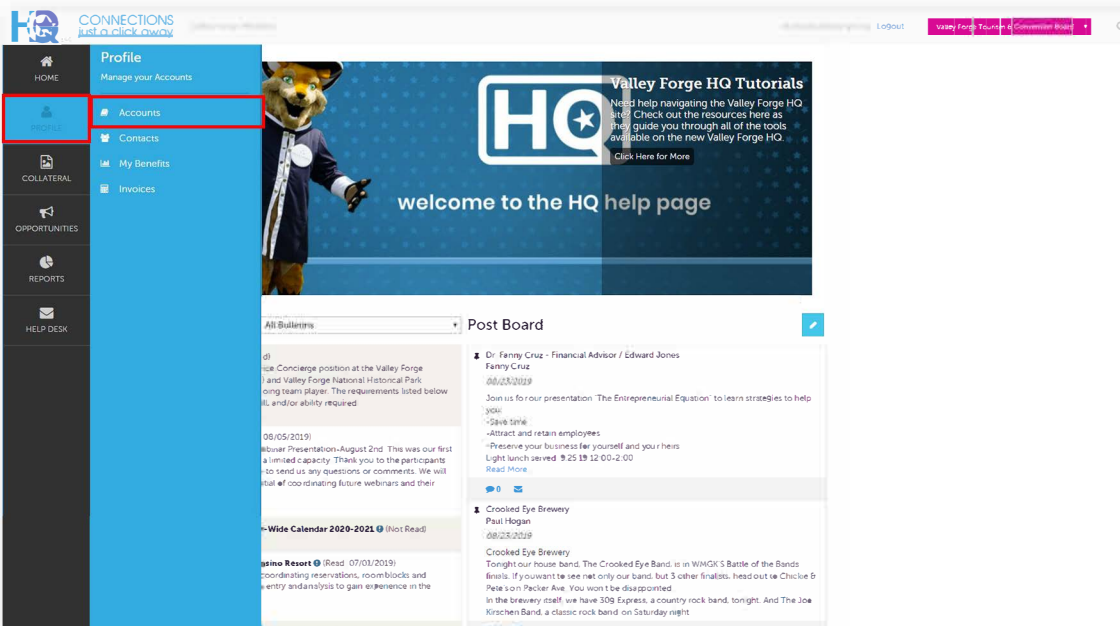 HQ
CONNECTIONS
just a click away
Logout
Valley Forge Tourism & Convention Board
HOME
PROFILE
COLLATERAL
OPPORTUNITIES
REPORTS
HELP DESK
Profile
Manage your Accounts
Accounts
Contacts
My Benefits
Invoices
HQ
welcome to the HQ help page
Valley Forge HQ Tutorials
Need help navigating the Valley Forge HQ
site? Check out the resources here as
they guide you through all of the tools
available on the new Valley Forge HQ.
Click Here for More
All Bulletins
d)
Concierge position at the Valley Forge
) and Valley Forge National Historical Park
oing team player. The requirements listed below
and/or ability required
08/05/2019)
binar Presentation-August 2nd This was our first
a limited capacity. Thank you to the participants
to send us any questions or comments. We will
tial of coordinating future webinars and their
-Wide Calendar 2020-2021 (Not Read)
asino Resort (Read 07/01/2019)
coordinating reservations, room blocks and
entry and analysis to gain experience in the
Post Board
Dr. Fanny Cruz - Financial Advisor / Edward Jones
Fanny Cruz
08/23/2019
Join us for our presentation 'The Entrepreneurial Equation' to learn strategies to help
you:
-Save time
-Attract and retain employees
-Preserve your business for yourself and your heirs
Light lunch served 9.25.19 12:00-2:00
Read More
0
Crooked Eye Brewery
Paul Hogan
08/23/2019
Crooked Eye Brewery
Tonight our house band, The Crooked Eye Band, is in WMGK'S Battle of the Bands
finals. If you want to see not only our band, but 3 other finalists, head out to Chickie &
Pete's on Packer Ave. You won't be disappointed
In the brewery itself, we have 309 Express, a country rock band, tonight. And The Joe
Kirschen Band, a classic rock band on Saturday night